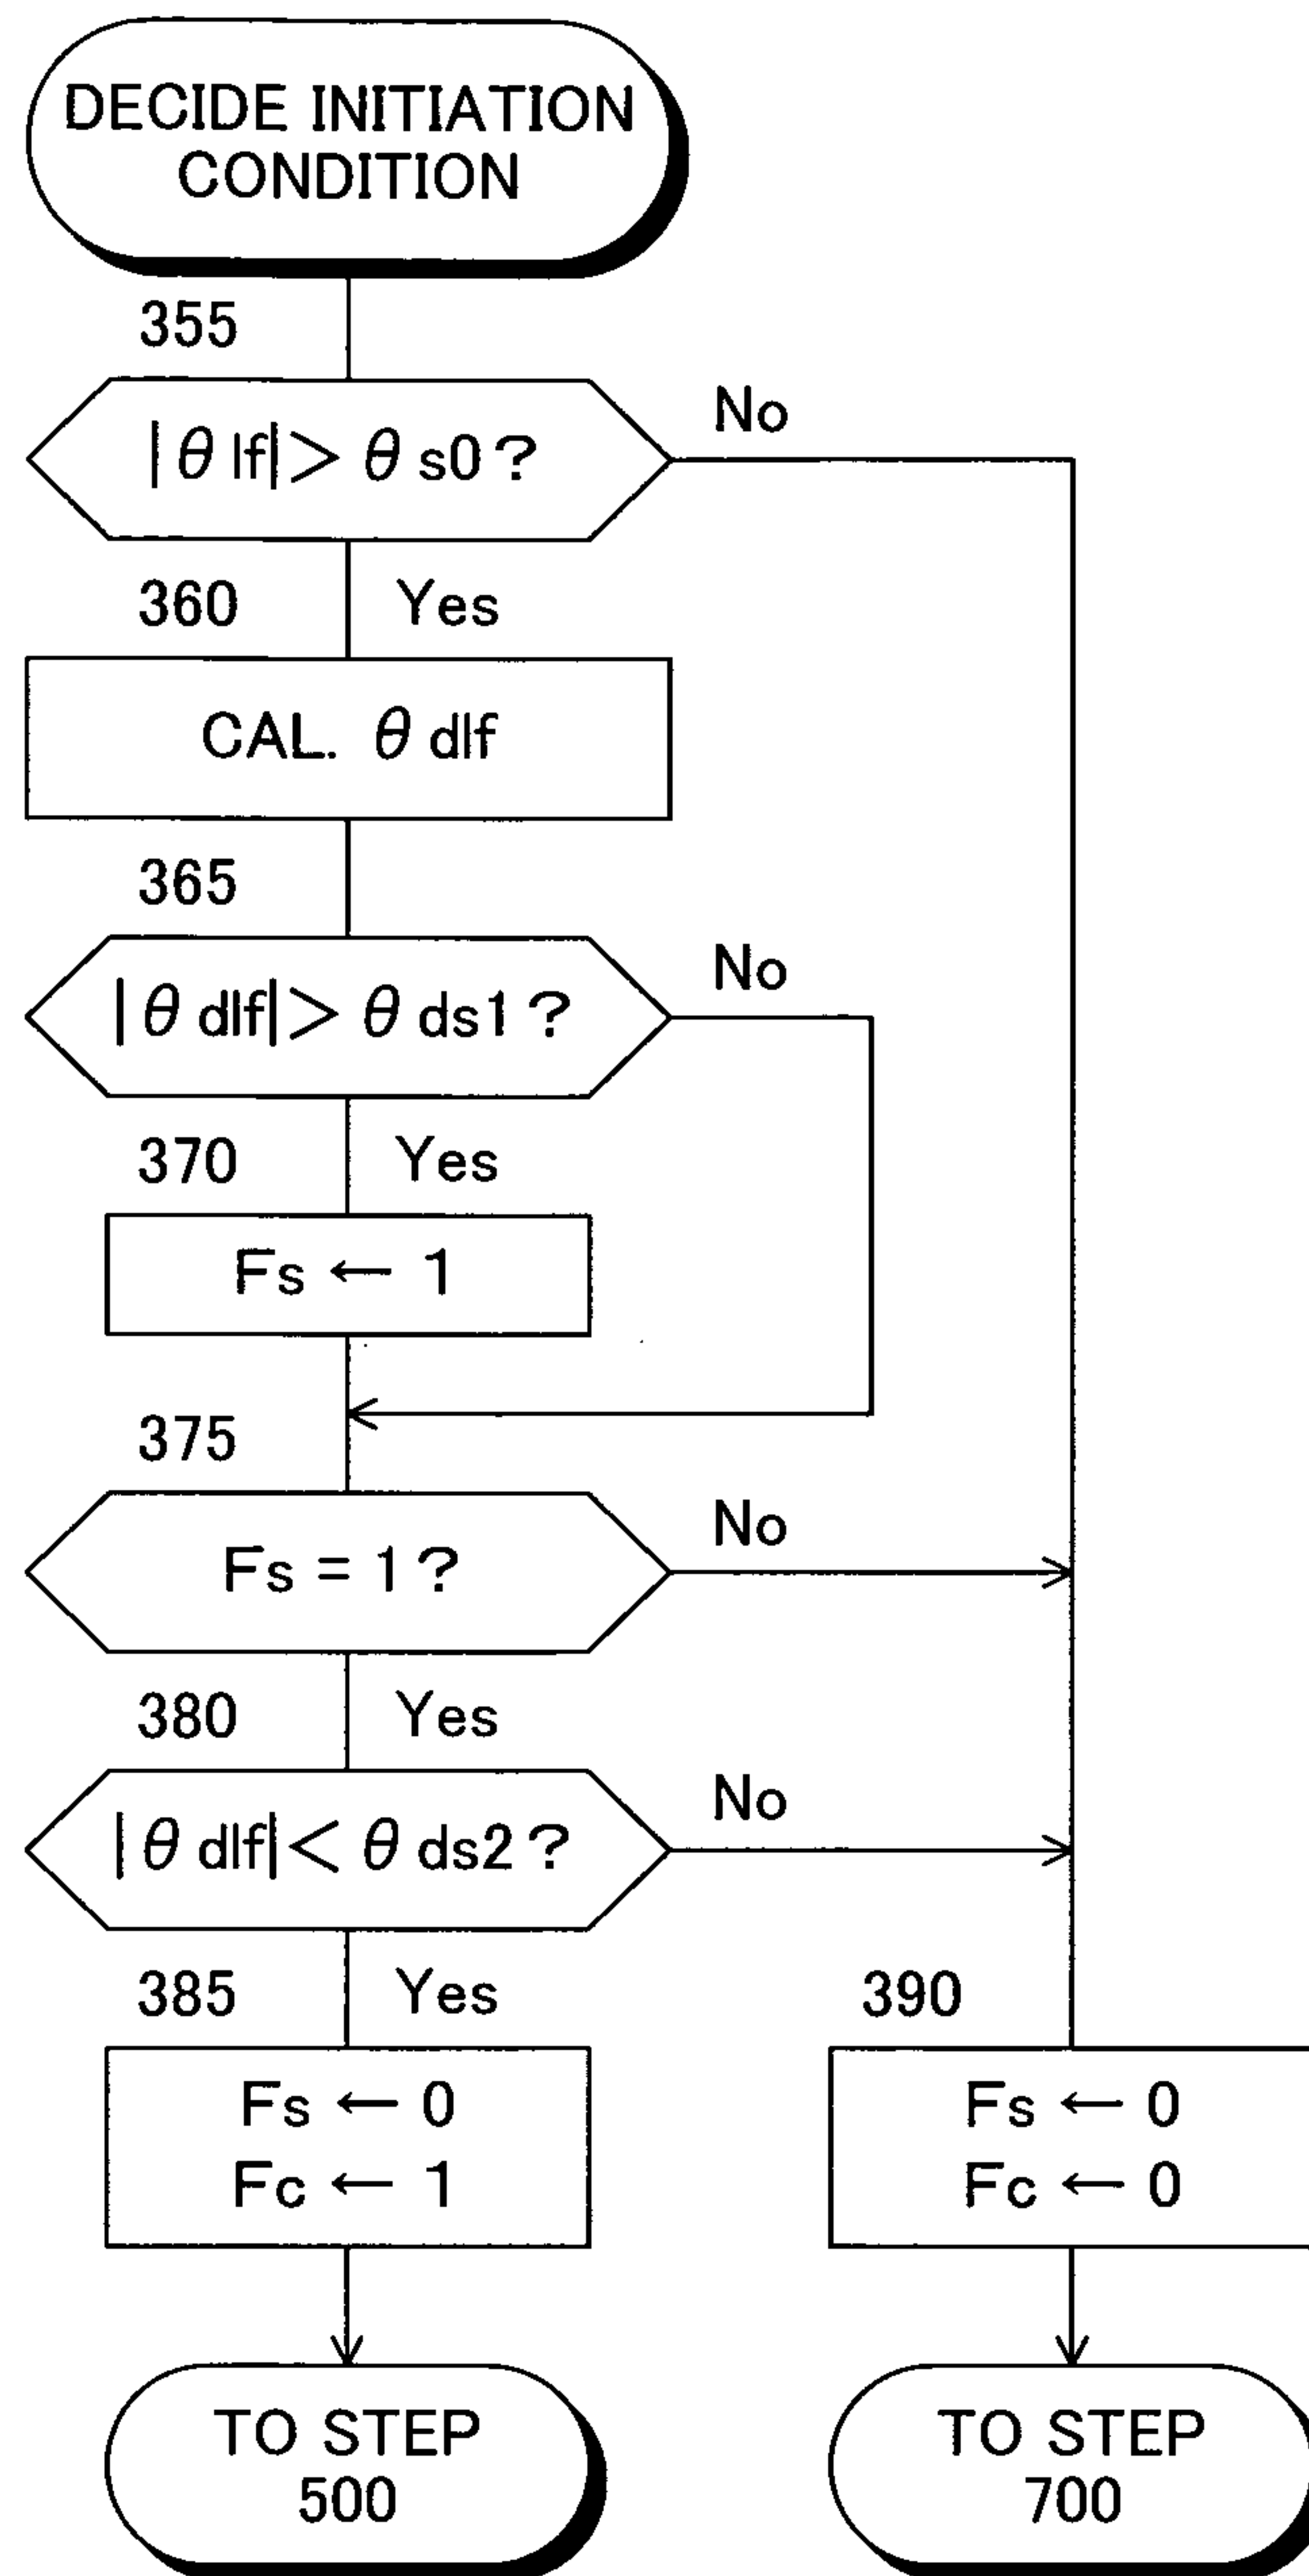 DECIDE INITIATION
CONDITION
355
|θ lf|> θ s0 ?
No
360
Yes
CAL. θ dlf
365
|θ dlf|> θ ds1 ?
No
370
Yes
Fs ← 1
375
Fs = 1 ?
No
380
Yes
|θ dlf|< θ ds2 ?
No
385
Yes
390
Fs ← 0
Fc ← 1
Fs ← 0
Fc ← 0
TO STEP
500
TO STEP
700